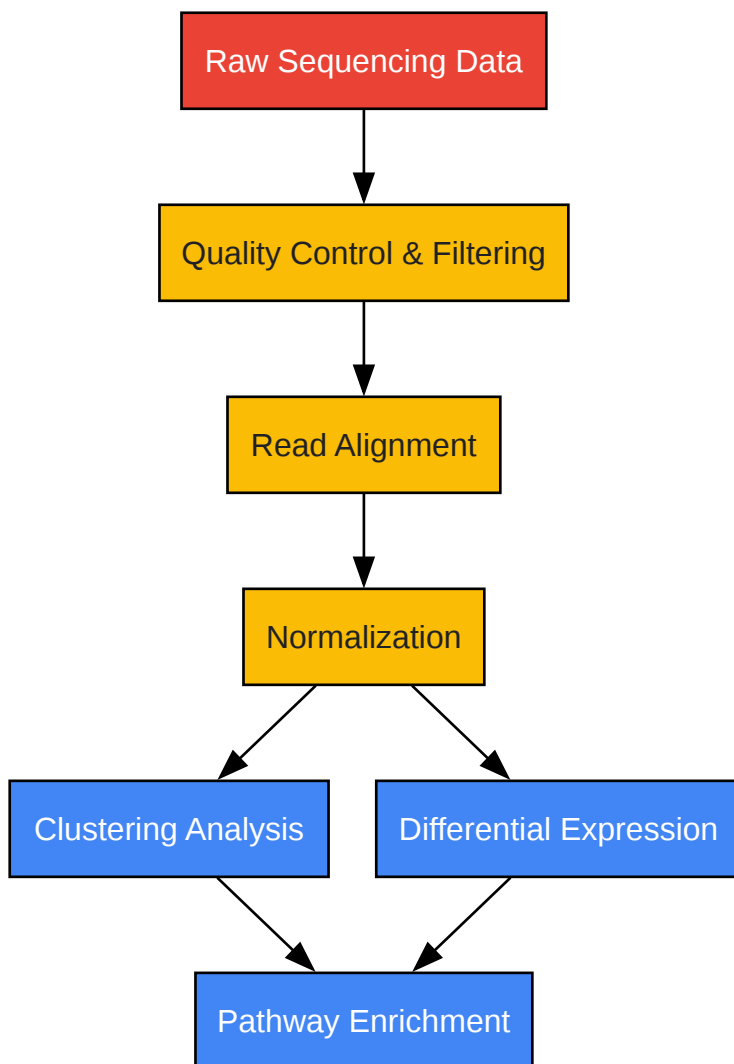 Raw Sequencing Data
Quality Control & Filtering
Read Alignment
Normalization
Clustering Analysis
Differential Expression
Pathway Enrichment